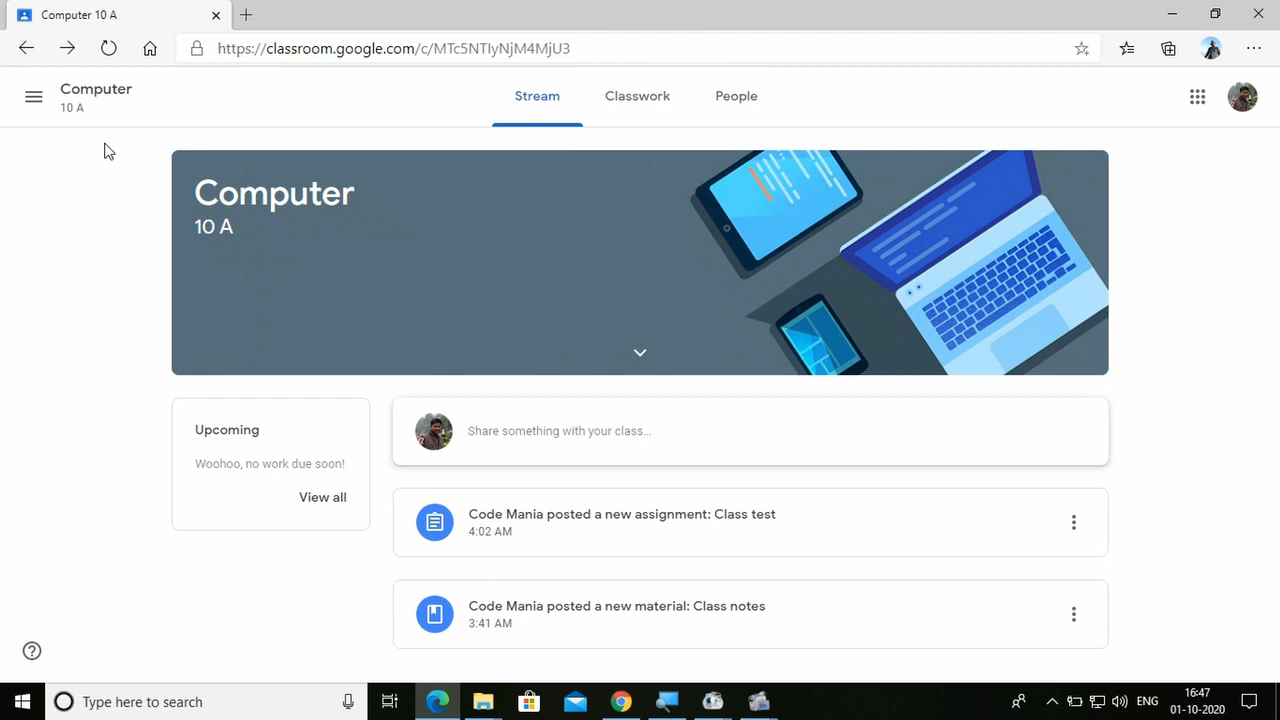 Computer 10 A
https://classroom.google.com/c/MTc5NTIyNjM4MjU3
Computer
10 A
Stream
Classwork
People
Computer
10 A
Upcoming
Woohoo, no work due soon!
View all
Share something with your class...
Code Mania posted a new assignment: Class test
4:02 AM
Code Mania posted a new material: Class notes
3:41 AM
Type here to search
ENG
16:47
01-10-2020